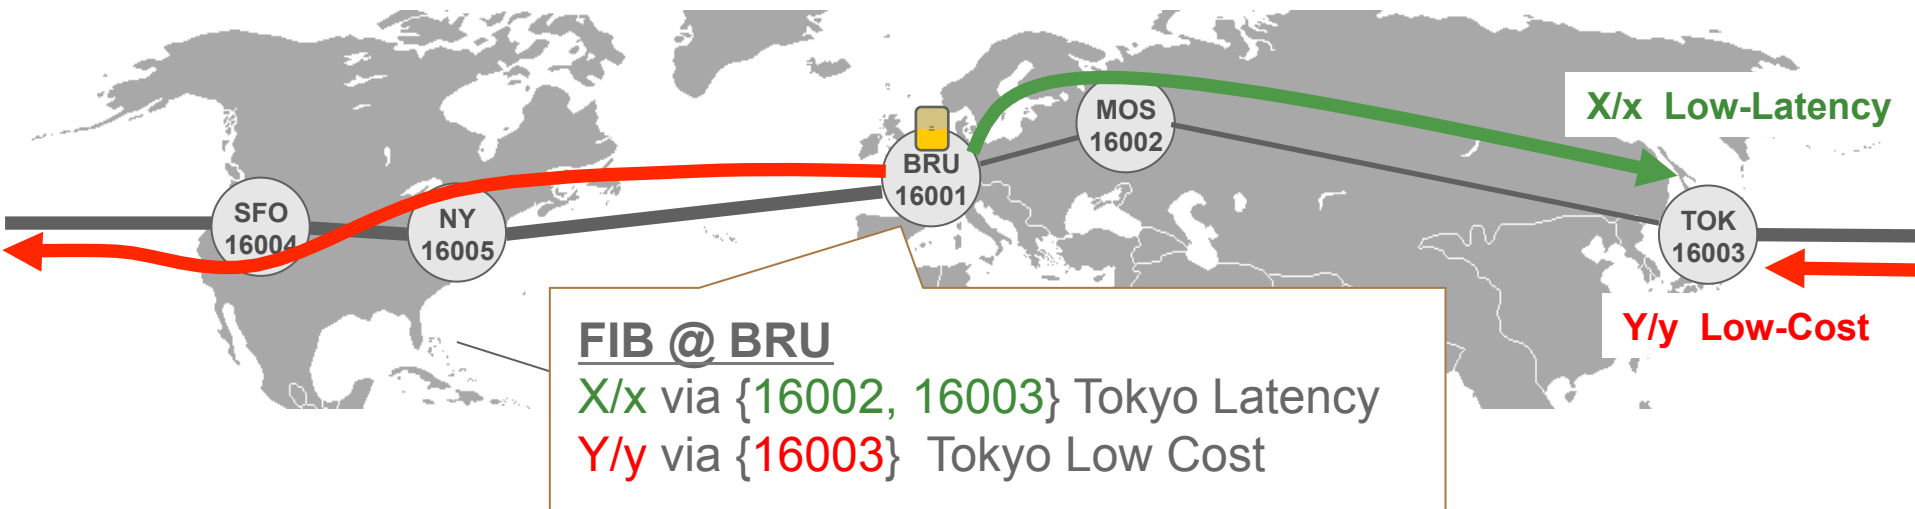 X/x Low-Latency
MOS
16002
BRU
16001
SFO
16004
NY
16005
TOK
16003
Y/y Low-Cost
FIB @ BRU
X/x via {16002, 16003} Tokyo Latency
Y/y via {16003} Tokyo Low Cost